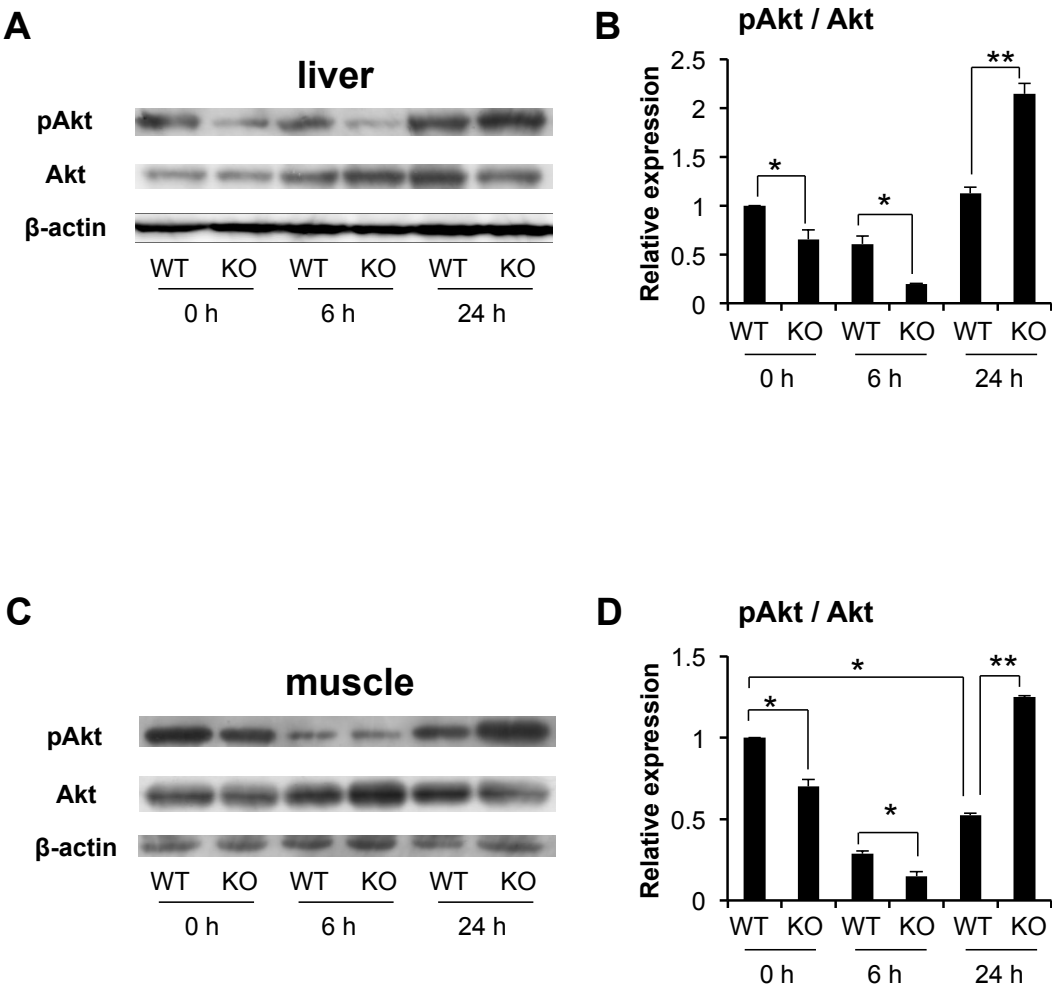 A
liver
pAkt
Akt
β-actin
WT KO WT KO WT KO
0 h 6 h 24 h
B
pAkt / Akt
Relative expression
2.5
2
1.5
1
0.5
0
* * **
WT KO WT KO WT KO
0 h 6 h 24 h
C
muscle
pAkt
Akt
β-actin
WT KO WT KO WT KO
0 h 6 h 24 h
D
pAkt / Akt
Relative expression
1.5
1
0.5
0
* **
*
*
WT KO WT KO WT KO
0 h 6 h 24 h